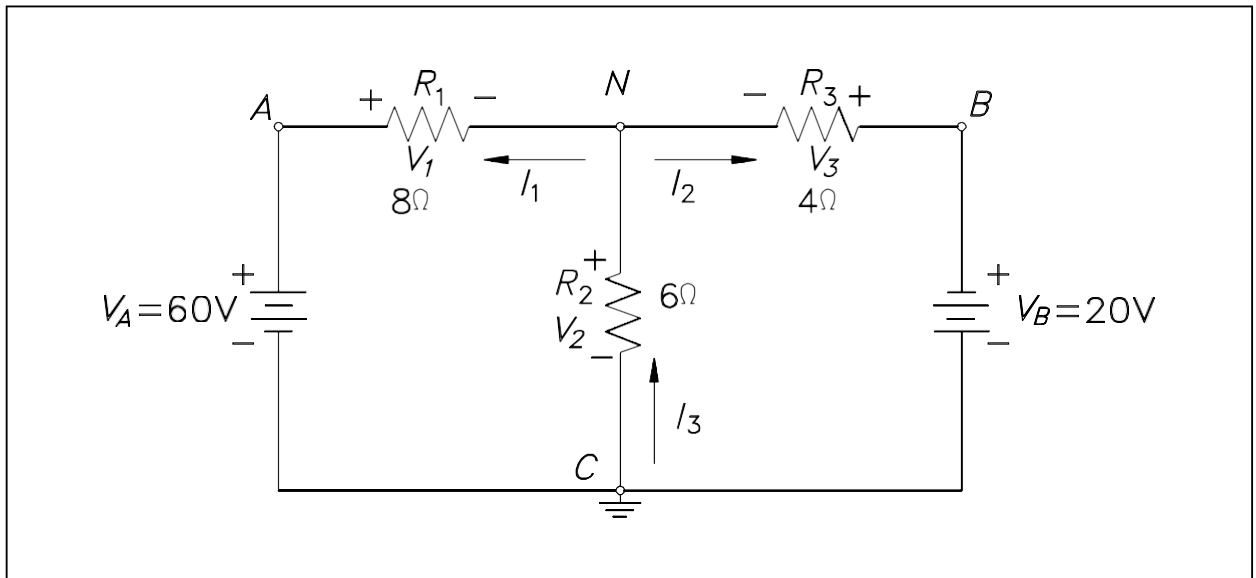 A + R1 − N − R3 + B
V1 I1 I2 V3
8Ω 4Ω
+ + +
R2 6Ω
VA=60V VB=20V
V2
− − −
I3
C